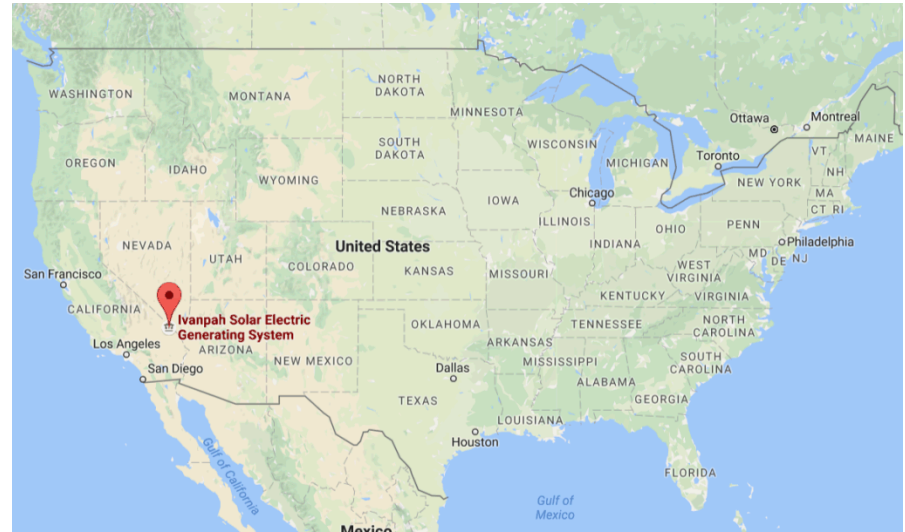 WASHINGTON
MONTANA
NORTH
DAKOTA
MINNESOTA
Ottawa
Montreal
MAINE
OREGON
IDAHO
SOUTH
DAKOTA
WISCONSIN
MICHIGAN
Toronto
VT
NH
WYOMING
NEW YORK
MA
CT RI
IOWA
Chicago
NEBRASKA
ILLINOIS
INDIANA
OHIO
PENN
Philadelphia
NEVADA
UTAH
COLORADO
United States
KANSAS
MISSOURI
WEST
VIRGINIA
MD DE NJ
San Francisco
KENTUCKY
VIRGINIA
CALIFORNIA
Ivanpah Solar Electric
Generating System
OKLAHOMA
TENNESSEE
NORTH
CAROLINA
Los Angeles
ARIZONA
NEW MEXICO
ARKANSAS
MISSISSIPPI
SOUTH
CAROLINA
San Diego
Dallas
ALABAMA
TEXAS
GEORGIA
LOUISIANA
Houston
Gulf of California
FLORIDA
Gulf of
Mexico
Mexico